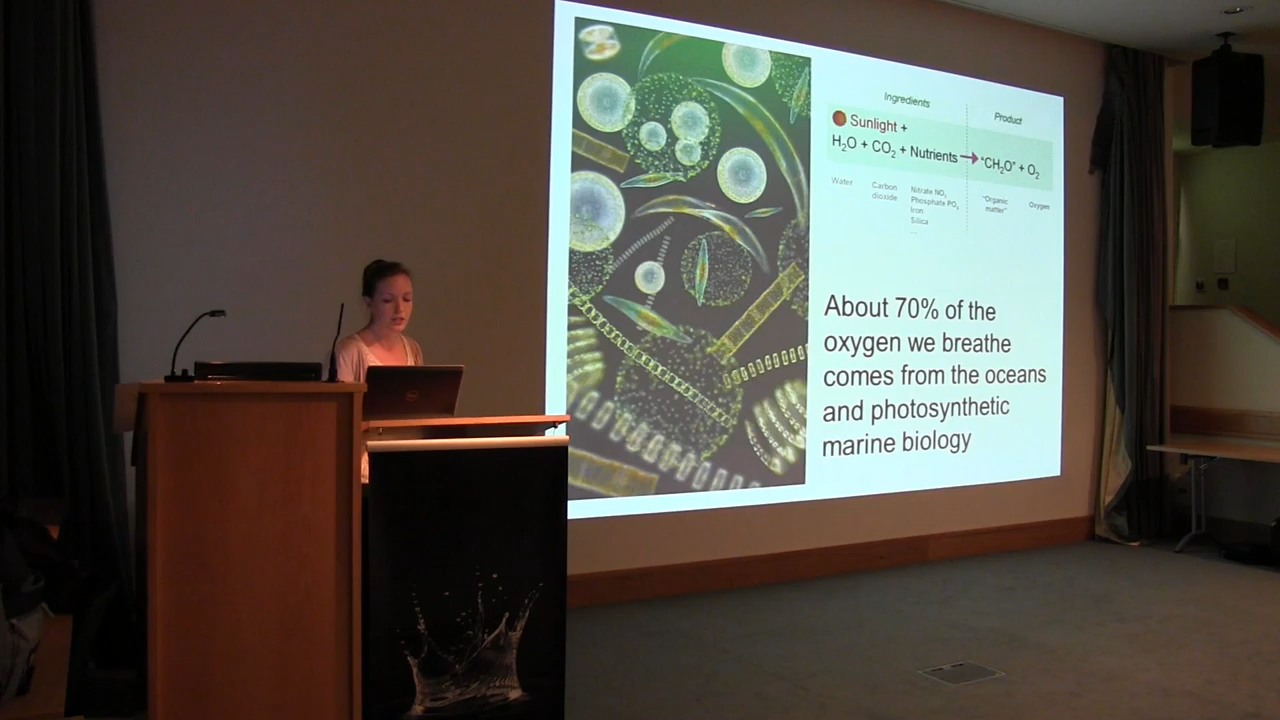 Ingredients
Product
Sunlight +
H₂O + CO₂ + Nutrients → "CH₂O" + O₂
Water
Carbon
dioxide
Nitrate NO₃
Phosphate PO₄
Iron
Silica
...
"Organic
matter"
Oxygen
About 70% of the
oxygen we breathe
comes from the oceans
and photosynthetic
marine biology
DELL